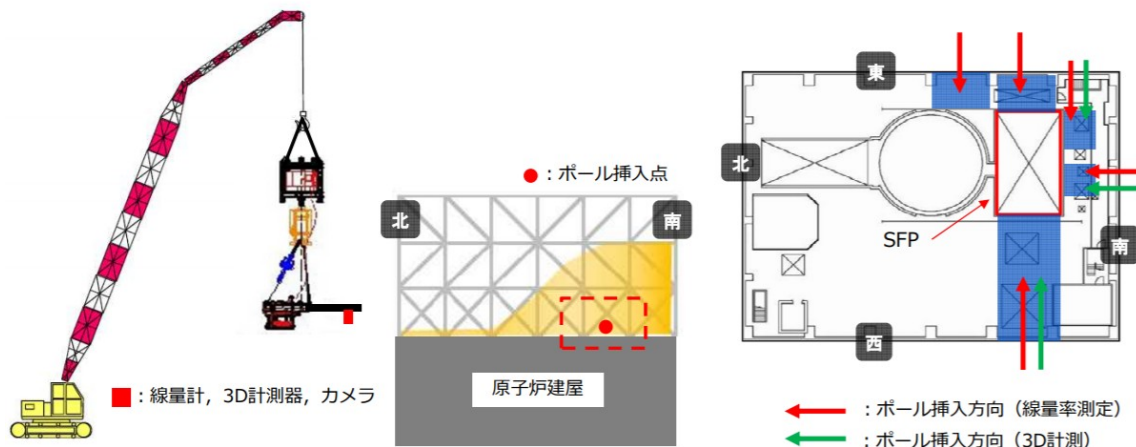 ■：線量計，3D計測器，カメラ
●：ポール挿入点
北
南
原子炉建屋
東
北
南
西
SFP
：ポール挿入方向（線量率測定）
：ポール挿入方向（3D計測）